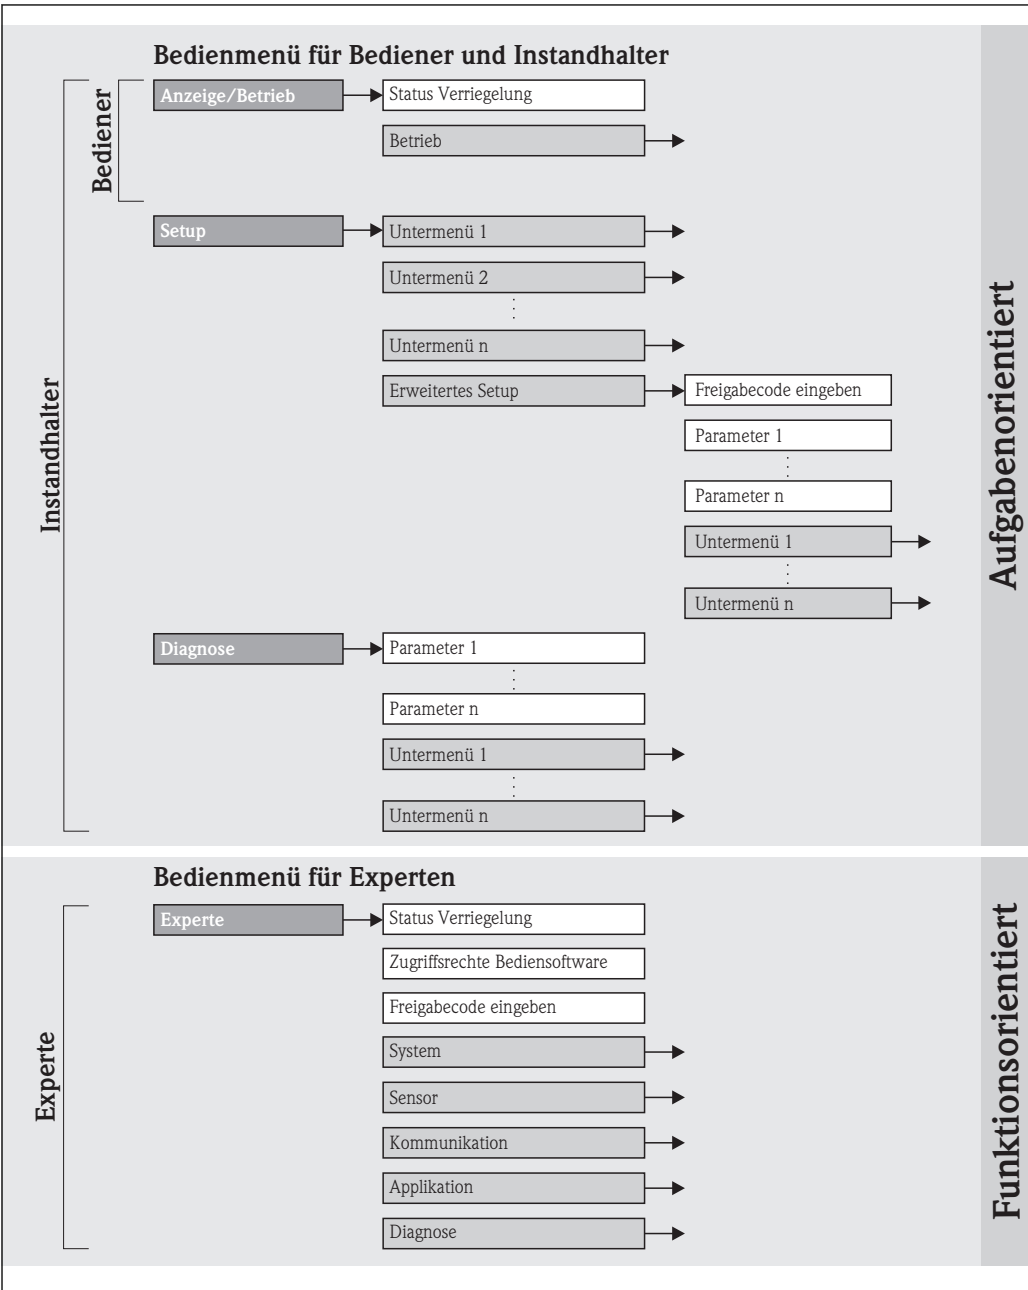 Bedienmenü für Bediener und Instandhalter
Bediener
Instandhalter
Aufgabenorientiert
Anzeige/Betrieb
Status Verriegelung
Betrieb
Setup
Untermenü 1
Untermenü 2
Untermenü n
Erweitertes Setup
Freigabecode eingeben
Parameter 1
Parameter n
Untermenü 1
Untermenü n
Diagnose
Parameter 1
Parameter n
Untermenü 1
Untermenü n
Bedienmenü für Experten
Experte
Funktionsorientiert
Experte
Status Verriegelung
Zugriffsrechte Bediensoftware
Freigabecode eingeben
System
Sensor
Kommunikation
Applikation
Diagnose